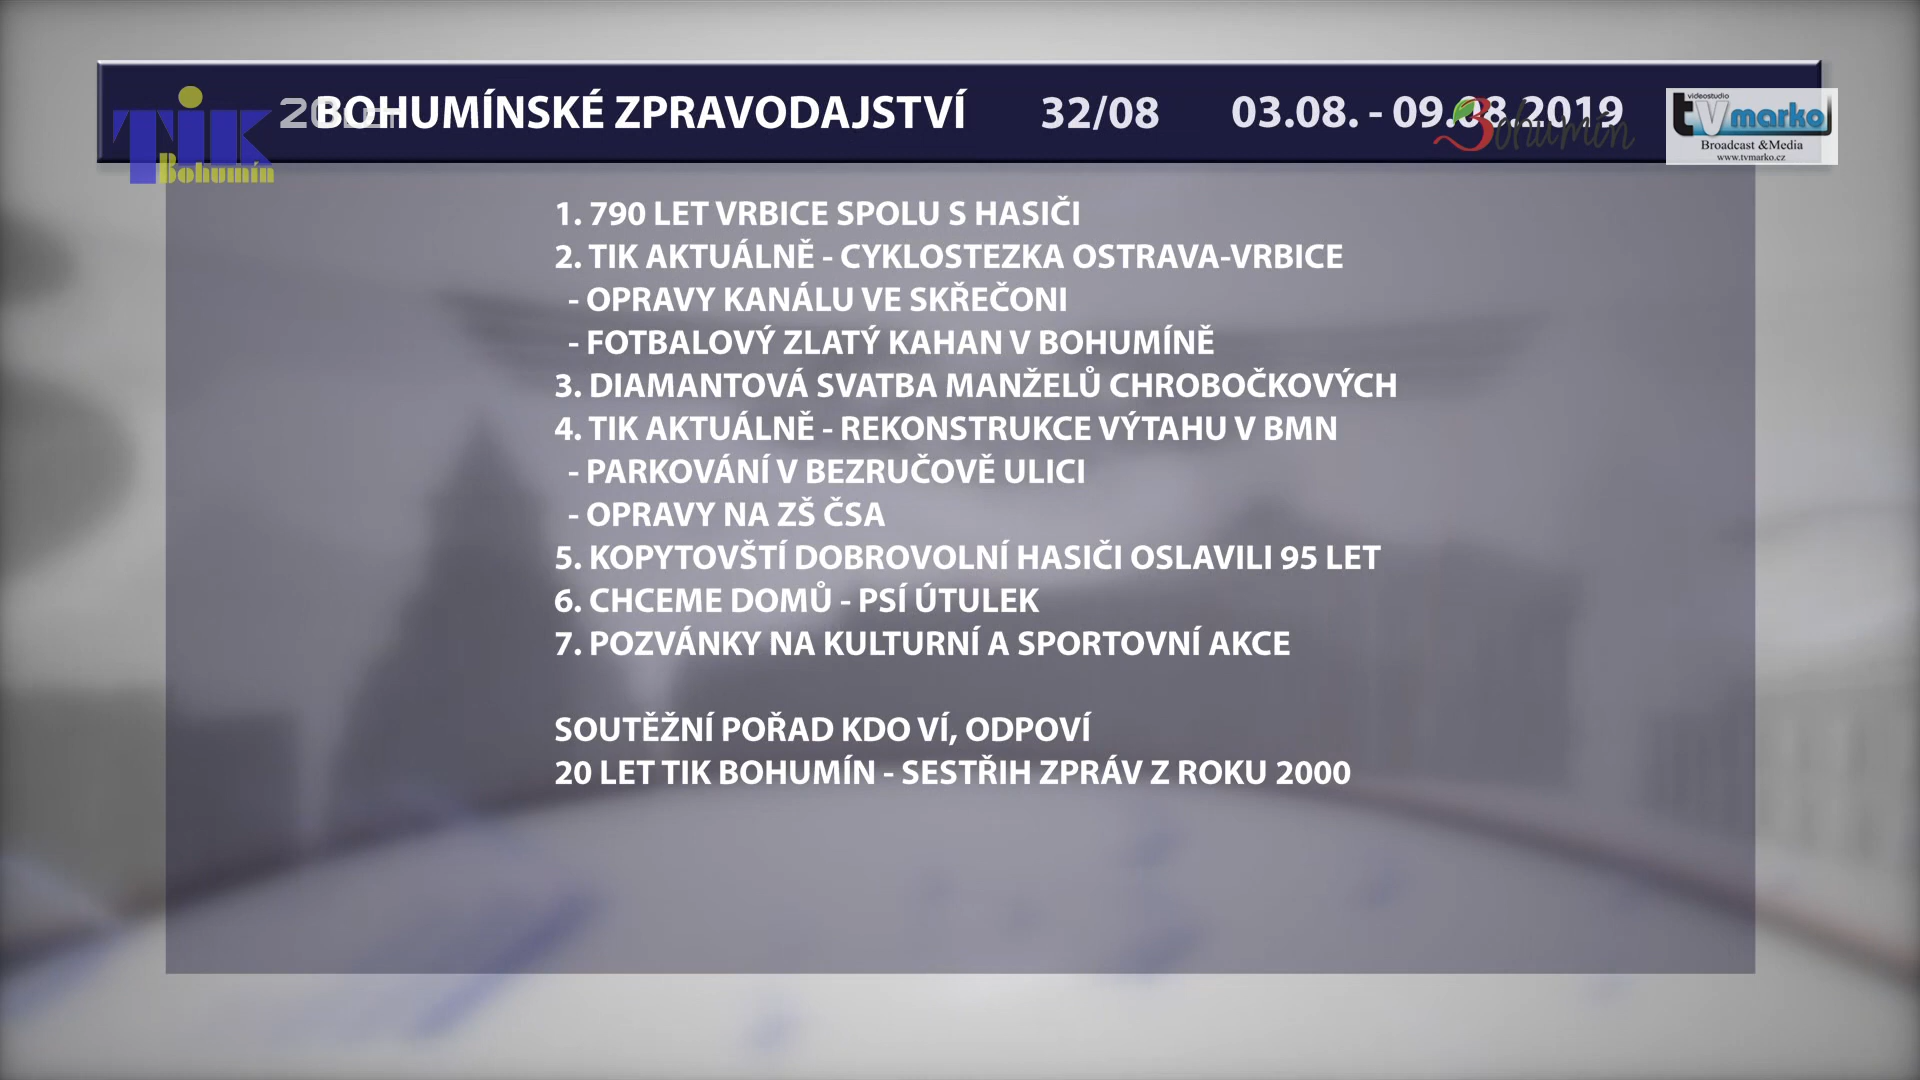 BOHUMÍNSKÉ ZPRAVODAJSTVÍ 32/08 03.08. - 09.08.2019
TIK
Bohumín
Bohumín
videostudio
tvmarko
Broadcast &Media
www.tvmarko.cz
1. 790 LET VRBICE SPOLU S HASIČI
2. TIK AKTUÁLNĚ - CYKLOSTEZKA OSTRAVA-VRBICE
- OPRAVY KANÁLU VE SKŘEČONI
- FOTBALOVÝ ZLATÝ KAHAN V BOHUMÍNĚ
3. DIAMANTOVÁ SVATBA MANŽELŮ CHROBOČKOVÝCH
4. TIK AKTUÁLNĚ - REKONSTRUKCE VÝTAHU V BMN
- PARKOVÁNÍ V BEZRUČOVĚ ULICI
- OPRAVY NA ZŠ ČSA
5. KOPYTOVŠTÍ DOBROVOLNÍ HASIČI OSLAVILI 95 LET
6. CHCEME DOMŮ - PSÍ ÚTULEK
7. POZVÁNKY NA KULTURNÍ A SPORTOVNÍ AKCE
SOUTĚŽNÍ POŘAD KDO VÍ, ODPOVÍ
20 LET TIK BOHUMÍN - SESTŘIH ZPRÁV Z ROKU 2000